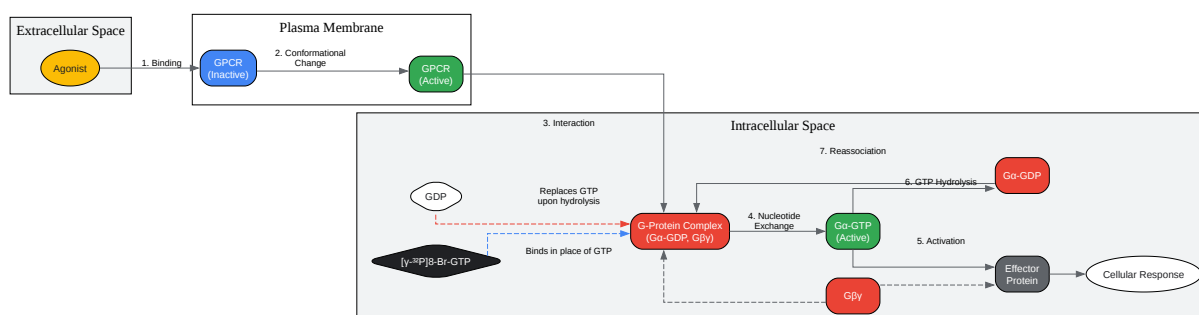 Extracellular Space
Agonist
1. Binding
Plasma Membrane
GPCR
(Inactive)
2. Conformational
Change
GPCR
(Active)
Intracellular Space
3. Interaction
7. Reassociation
GDP
Replaces GTP
upon hydrolysis
[γ-³²P]8-Br-GTP
Binds in place of GTP
G-Protein Complex
(Gα-GDP, Gβγ)
4. Nucleotide
Exchange
Gα-GTP
(Active)
6. GTP Hydrolysis
Gα-GDP
5. Activation
Gβγ
Effector
Protein
Cellular Response